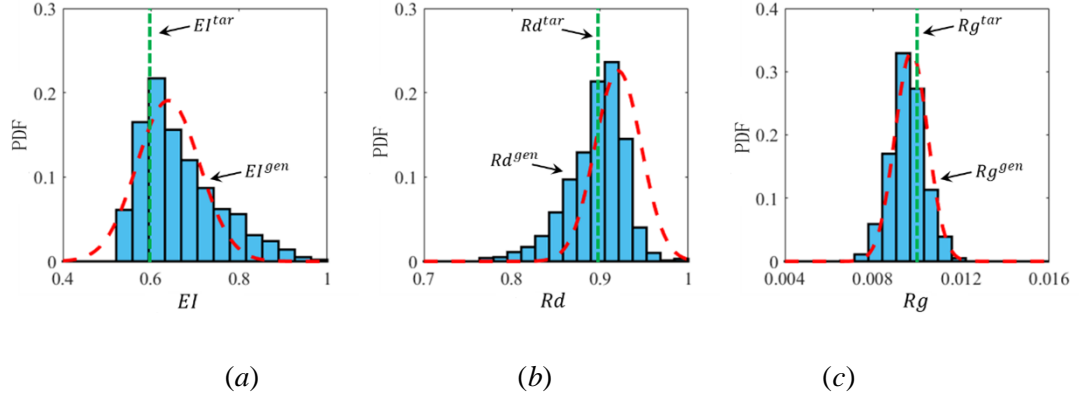 0.3
0.2
0.1
0
PDF
0.4
0.6
0.8
1
EI
EI^tar
EI^gen
(a)
0.3
0.2
0.1
0
PDF
0.7
0.8
0.9
1
Rd
Rd^tar
Rd^gen
(b)
0.4
0.3
0.2
0.1
0
PDF
0.004
0.008
0.012
0.016
Rg
Rg^tar
Rg^gen
(c)